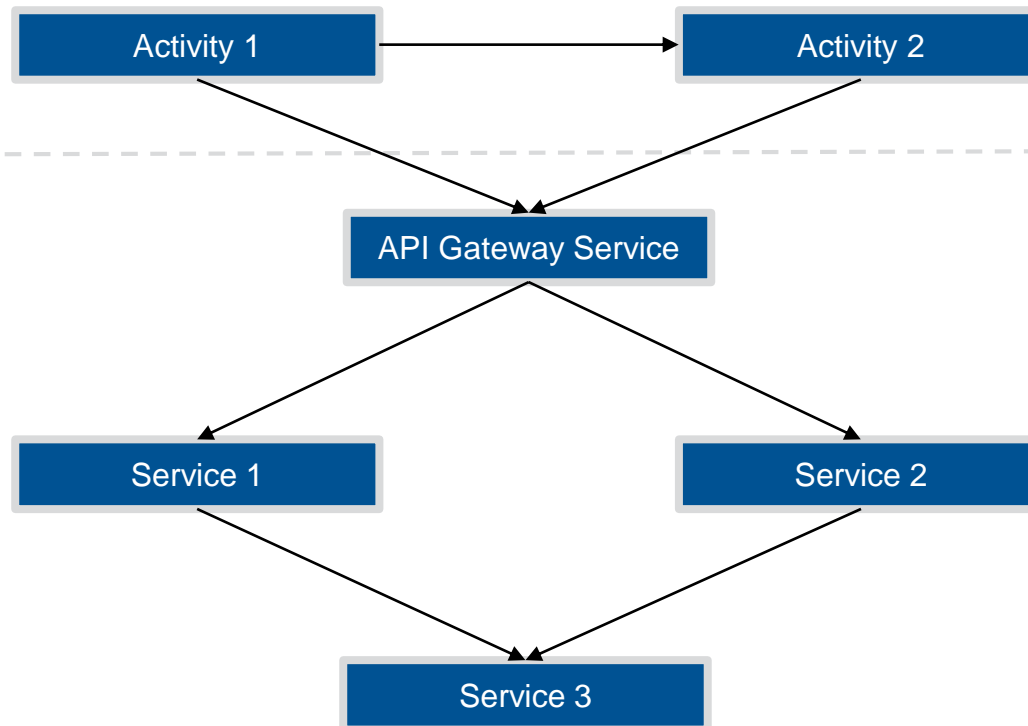 Activity 1
Activity 2
API Gateway Service
Service 1
Service 2
Service 3